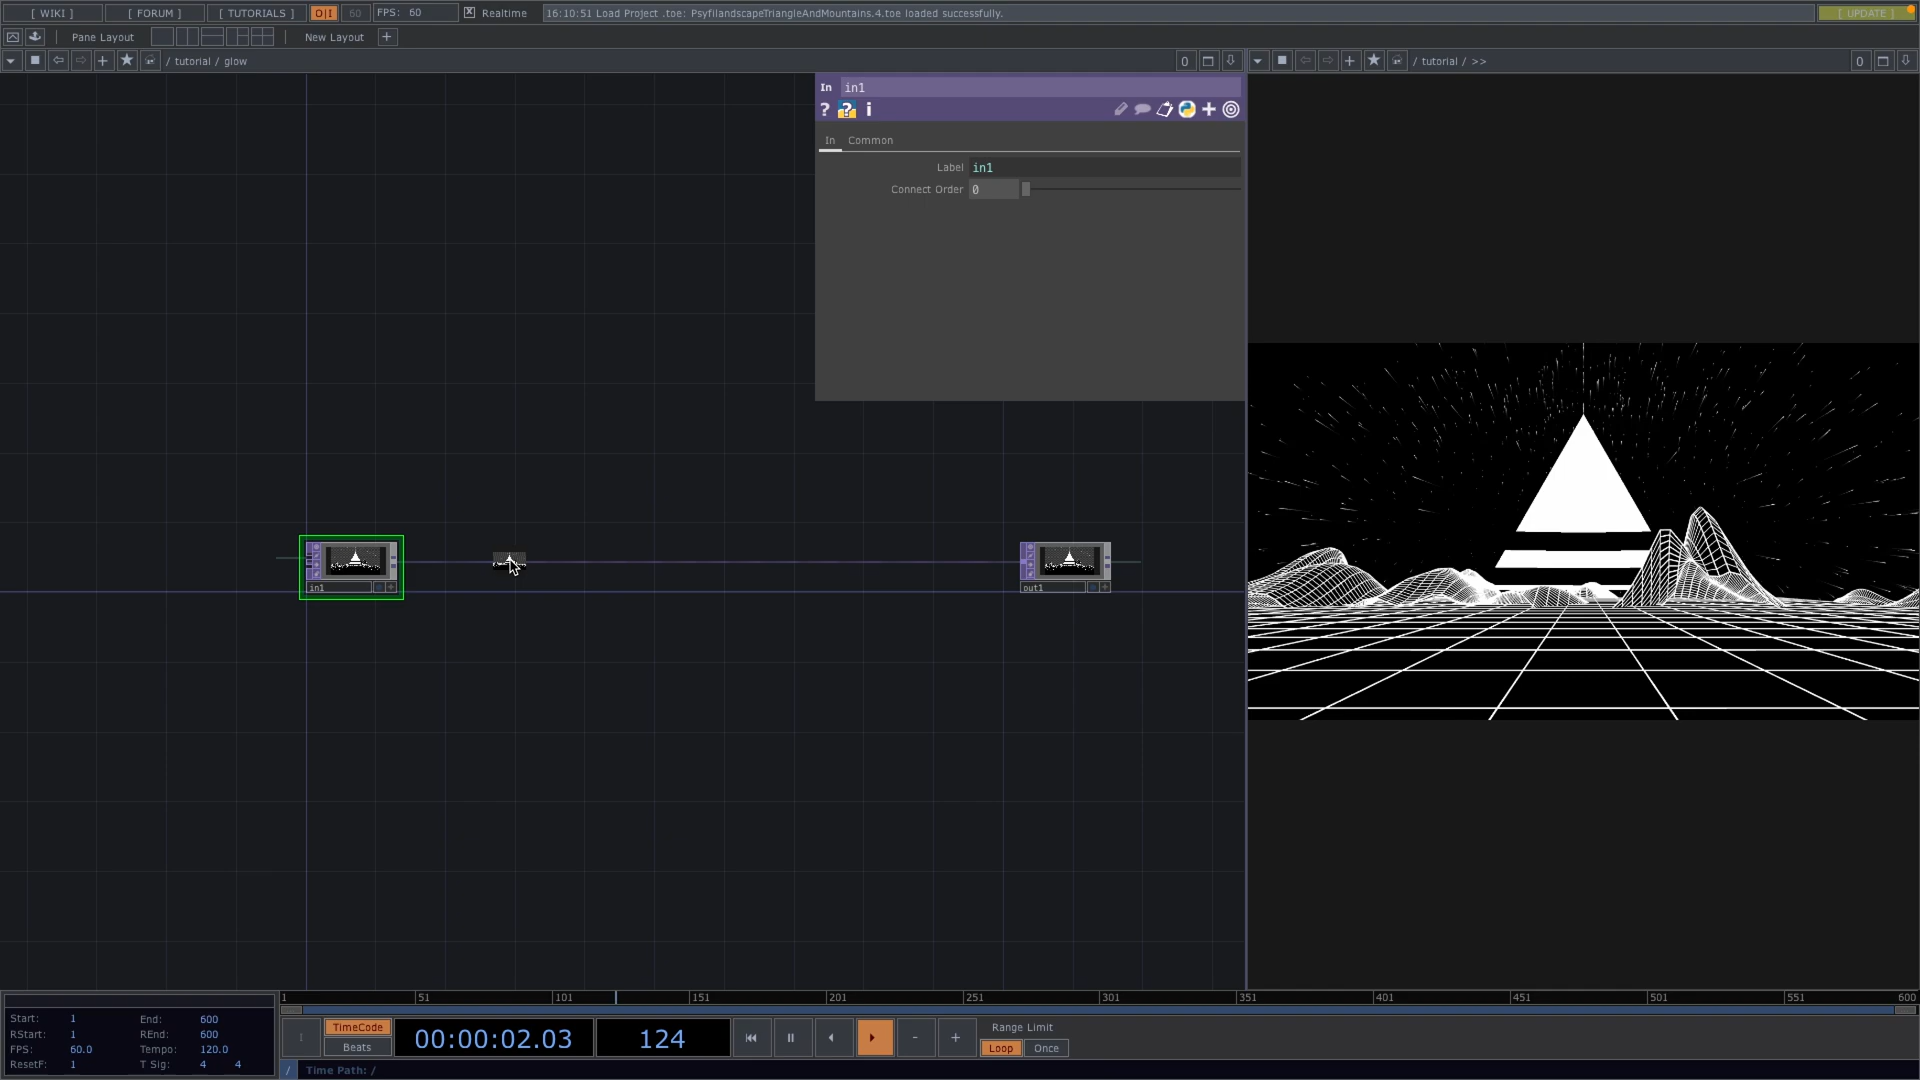 [ WIKI ] [ FORUM ] [ TUTORIALS ] O|I 60 FPS: 60 Realtime 16:10:51 Load Project .toe: PsyfilandscapeTriangleAndMountains.4.toe loaded successfully. [ UPDATE ]
Pane Layout New Layout +
/ tutorial / glow 0 / tutorial / >> 0
In in1
? ? i
In Common
Label in1
Connect Order 0
in1 out1
1 51 101 151 201 251 301 351 401 451 501 551 600
Start: 1 End: 600
RStart: 1 REnd: 600
FPS: 60.0 Tempo: 120.0
ResetF: 1 T Sig: 4 4
TimeCode
Beats
00:00:02.03 124 - +
Range Limit
Loop Once
/ Time Path: /